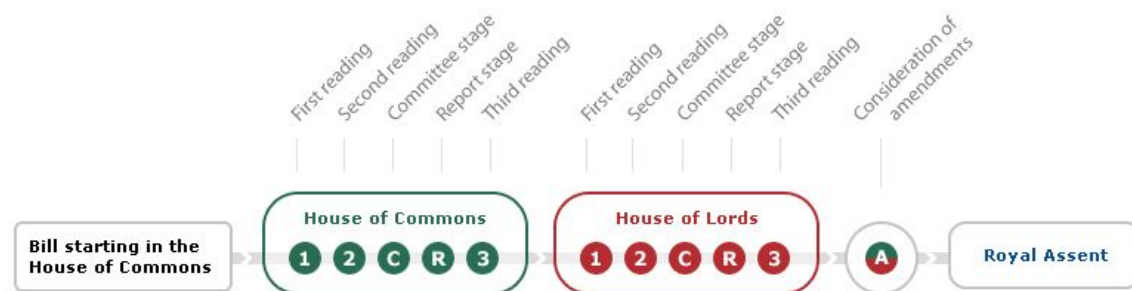 First reading
Second reading
Committee stage
Report stage
Third reading
First reading
Second reading
Committee stage
Report stage
Third reading
Consideration of
amendments
Bill starting in the
House of Commons
House of Commons
1 2 C R 3
House of Lords
1 2 C R 3
A
Royal Assent